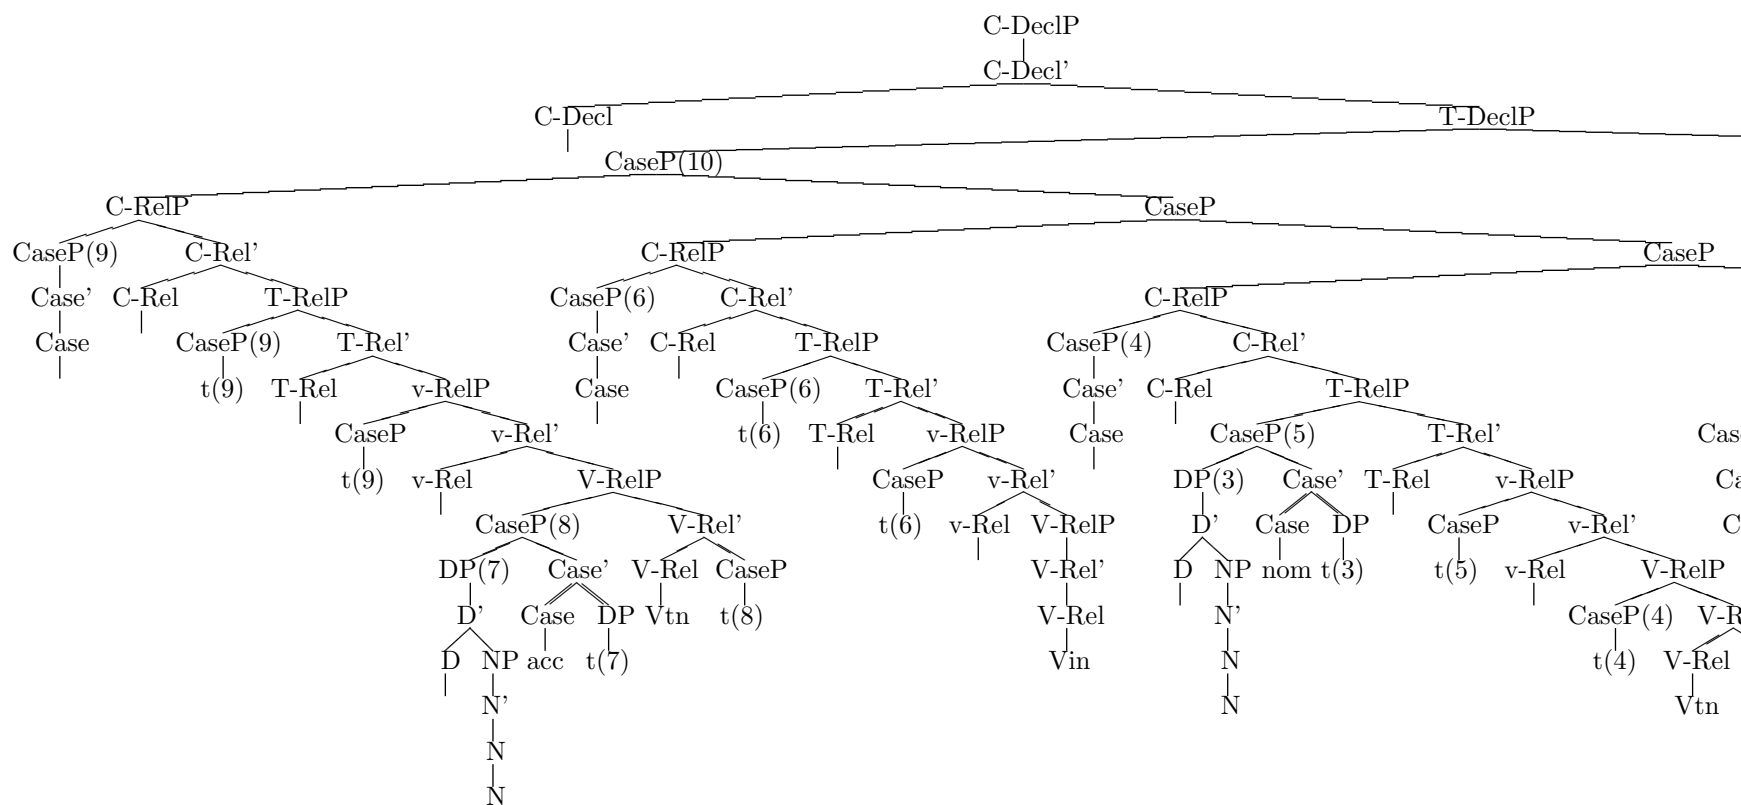 C-DeclP
C-Decl’
C-Decl T-DeclP
CaseP(10)
C-RelP CaseP
CaseP(9) C-Rel’ C-RelP CaseP
Case’ C-Rel T-RelP CaseP(6) C-Rel’ C-RelP
Case CaseP(9) T-Rel’ Case’ C-Rel T-RelP CaseP(4) C-Rel’
t(9) T-Rel v-RelP Case CaseP(6) T-Rel’ Case’ C-Rel T-RelP
CaseP v-Rel’ t(6) T-Rel v-RelP Case CaseP(5) T-Rel’
t(9) v-Rel V-RelP CaseP v-Rel’ DP(3) Case’ T-Rel v-RelP
CaseP(8) V-Rel’ t(6) v-Rel V-RelP D’ Case DP CaseP v-Rel’
DP(7) Case’ V-Rel CaseP V-Rel’ D NP nom t(3) t(5) v-Rel V-RelP
D’ Case DP Vtn t(8) V-Rel N’ CaseP(4)
D NP acc t(7) Vin N t(4) V-Rel
N’ N Vtn
N
N